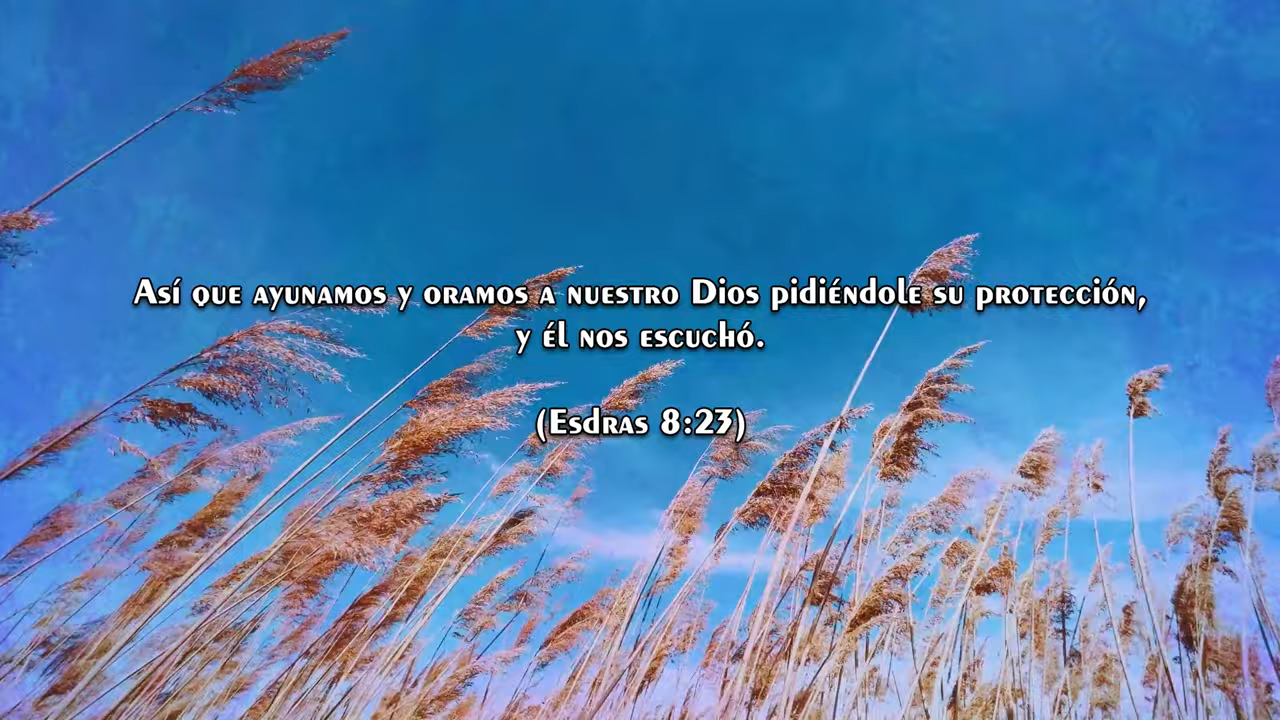 Así que ayunamos y oramos a nuestro Dios pidiéndole su protección,
y él nos escuchó.
(Esdras 8:23)